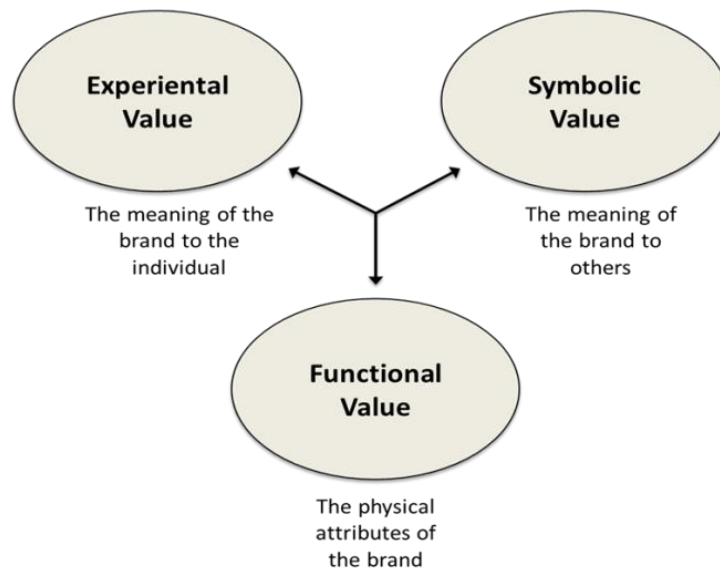 Experiental
Value
The meaning of the
brand to the
individual
Symbolic
Value
The meaning of
the brand to
others
Functional
Value
The physical
attributes of
the brand